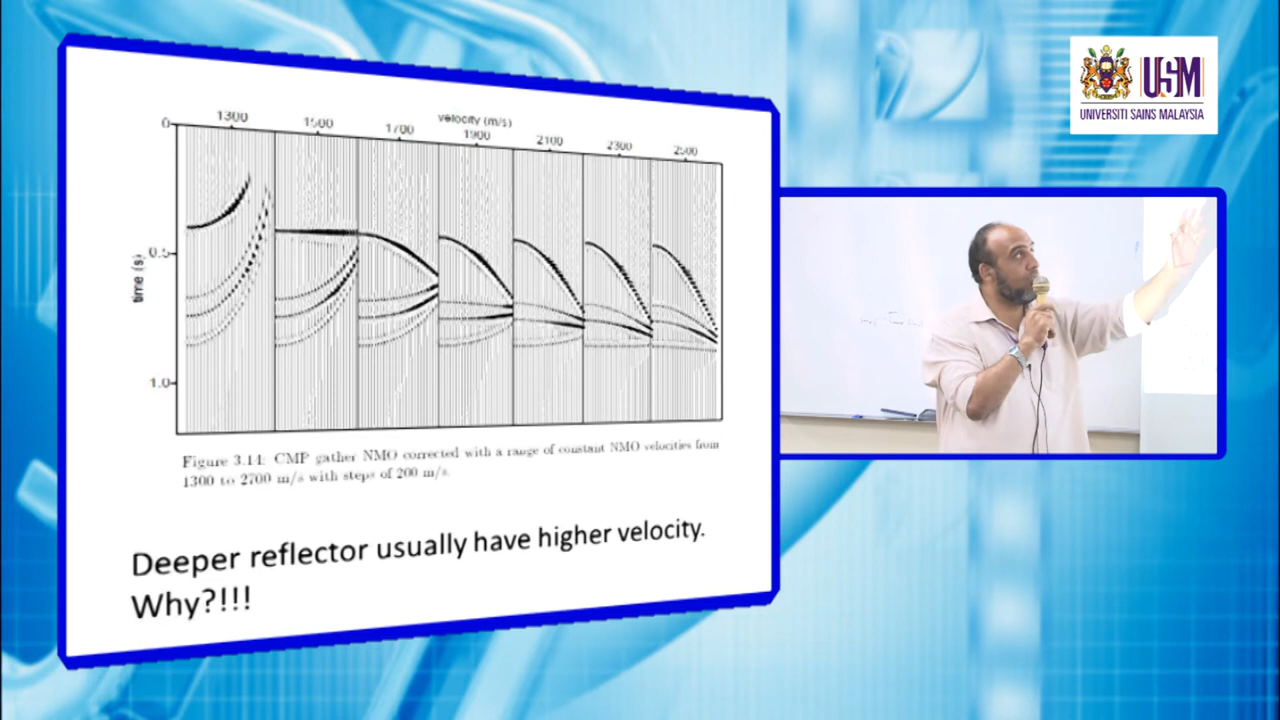 velocity (m/s)
1300 1500 1700 1900 2100 2300 2500
0
0.5
1.0
time (s)
Figure 3.14: CMP gather NMO corrected with a range of constant NMO velocities from
1300 to 2700 m/s with steps of 200 m/s.
Deeper reflector usually have higher velocity.
Why?!!!
USM
UNIVERSITI SAINS MALAYSIA